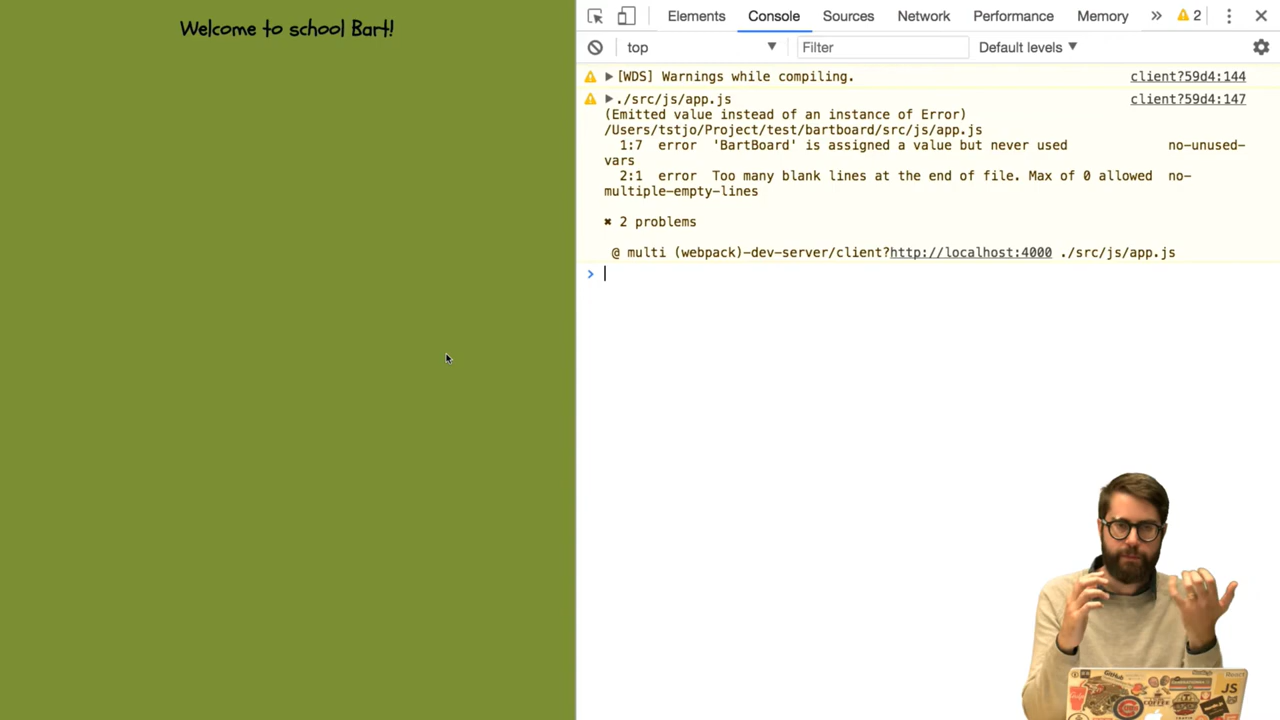 Welcome to school Bart!
Elements Console Sources Network Performance Memory » 2
top Filter Default levels
[WDS] Warnings while compiling. client?59d4:144
./src/js/app.js client?59d4:147
(Emitted value instead of an instance of Error)
/Users/tstjo/Project/test/bartboard/src/js/app.js
1:7 error 'BartBoard' is assigned a value but never used no-unused-
vars
2:1 error Too many blank lines at the end of file. Max of 0 allowed no-
multiple-empty-lines
✖ 2 problems
@ multi (webpack)-dev-server/client?http://localhost:4000 ./src/js/app.js
>
GitHub
React
JS
COFFEE